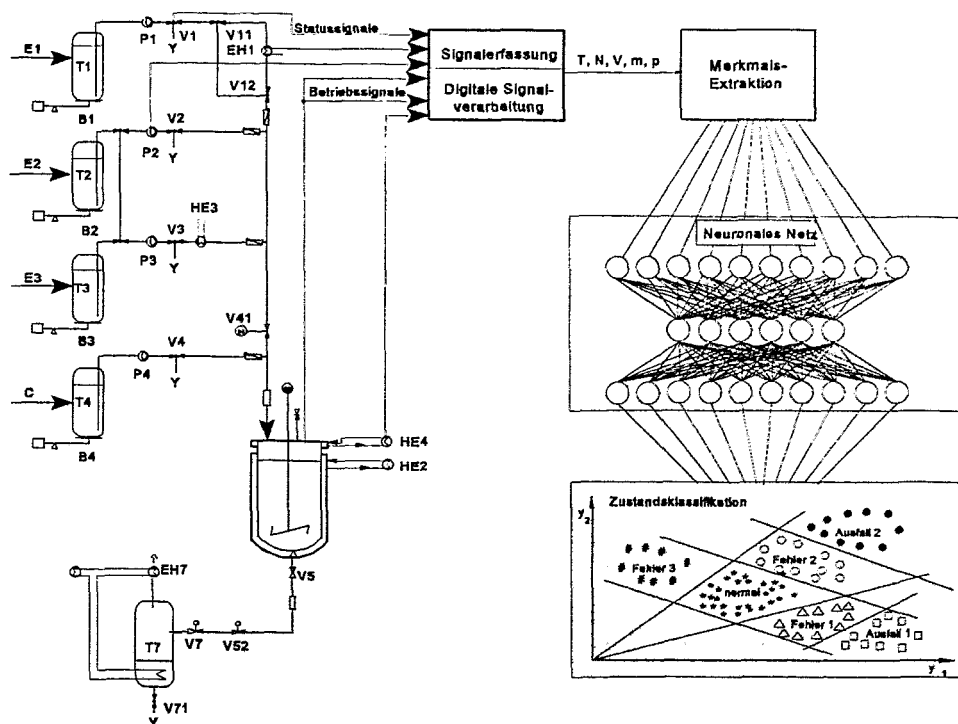 P1
V1
V11
Y
E1
T1
EH1
V12
B1
Statussignale
Betriebssignale
Signalerfassung
Digitale Signal-
verarbeitung
T, N, V, m, p
Merkmals-
Extraktion
V2
E2
T2
P2
Y
B2
HE3
V3
E3
T3
P3
Y
B3
V41
V4
C
T4
P4
Y
B4
HE4
HE2
Neuronales Netz
V5
EH7
T7
V7
V52
V71
Y
Zustandsklassifikation
y2
Ausfall 2
Fehler 2
Fehler 3
normal
Fehler 1
Ausfall 1
y1